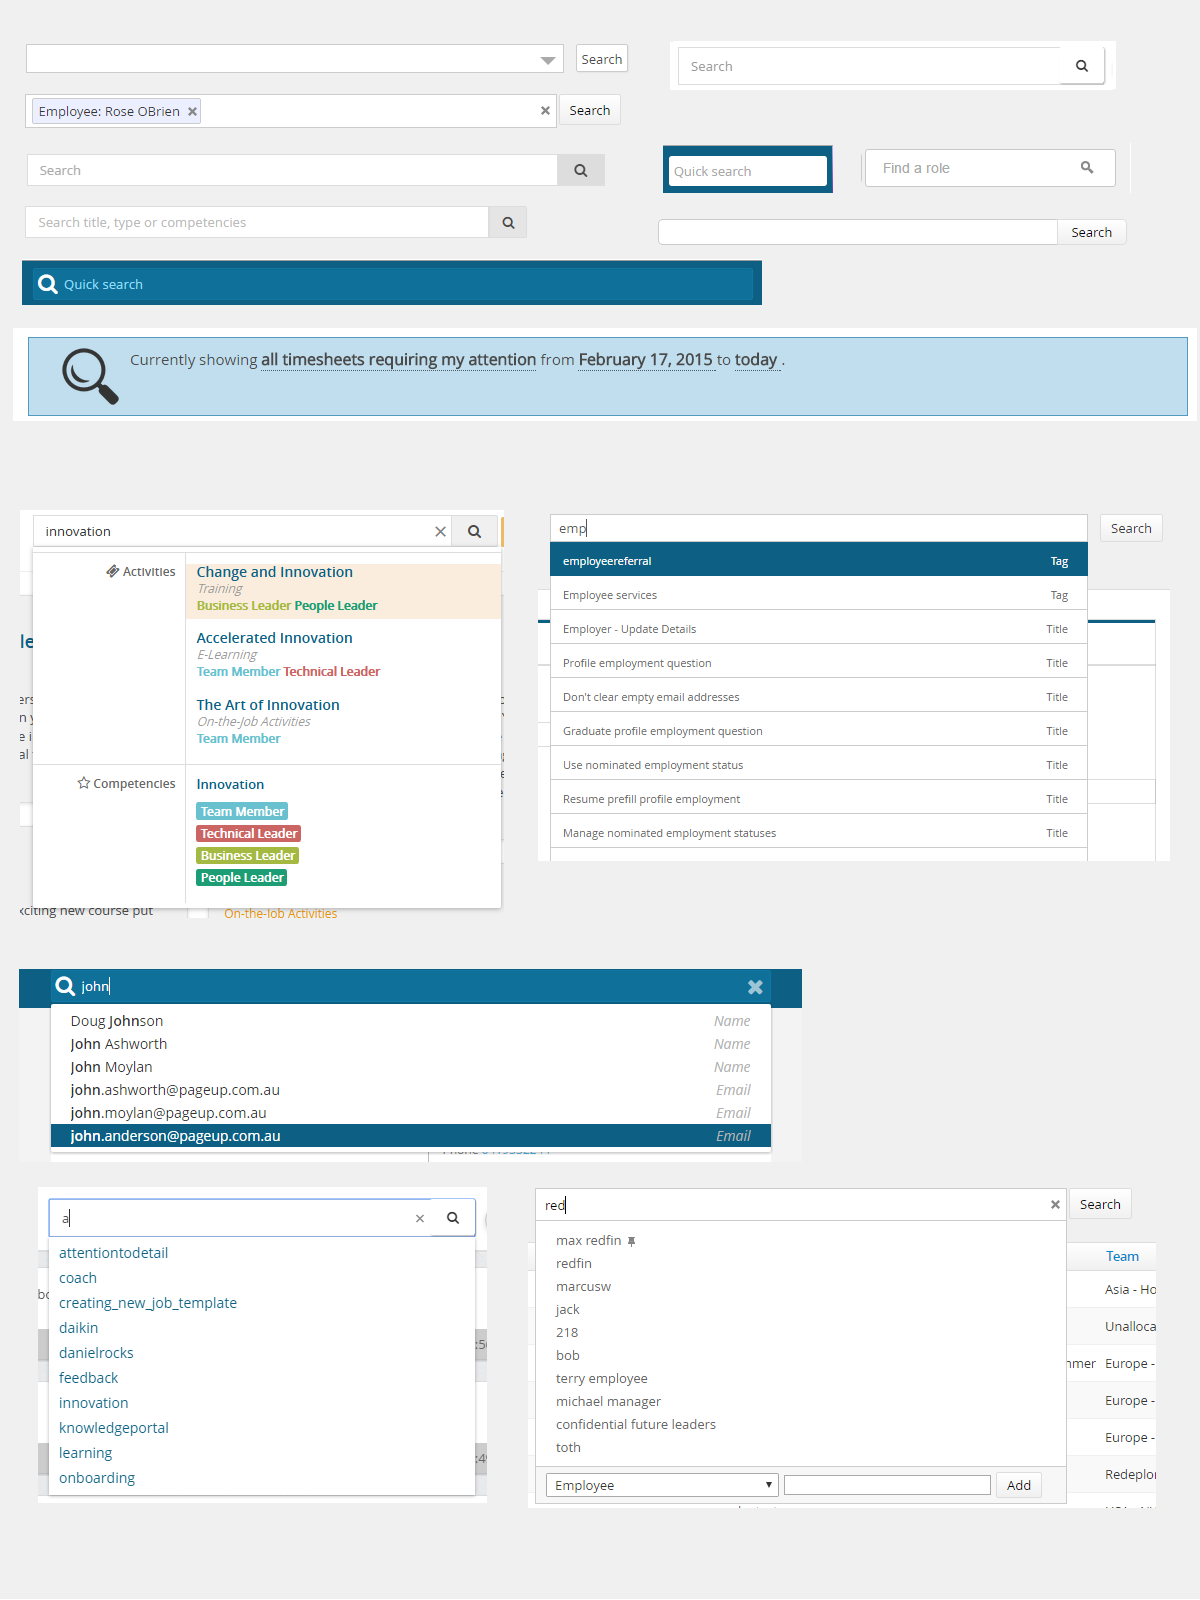 Search
Search
Employee: Rose OBrien
Search
Search
Quick search
Find a role
Search title, type or competencies
Search
Quick search
Currently showing all timesheets requiring my attention from February 17, 2015 to today .
innovation
Activities
Change and Innovation
Training
Business Leader People Leader
Accelerated Innovation
E-Learning
Team Member Technical Leader
The Art of Innovation
On-the-Job Activities
Team Member
Competencies
Innovation
Team Member
Technical Leader
Business Leader
People Leader
xciting new course put
On-the-Job Activities
emp
Search
employeereferral Tag
Employee services Tag
Employer - Update Details Title
Profile employment question Title
Don't clear empty email addresses Title
Graduate profile employment question Title
Use nominated employment status Title
Resume prefill profile employment Title
Manage nominated employment statuses Title
john
Doug Johnson Name
John Ashworth Name
John Moylan Name
john.ashworth@pageup.com.au Email
john.moylan@pageup.com.au Email
john.anderson@pageup.com.au Email
a
attentiontodetail
coach
creating_new_job_template
daikin
danielrocks
feedback
innovation
knowledgeportal
learning
onboarding
red
Search
max redfin
redfin
marcusw
jack
218
bob
terry employee
michael manager
confidential future leaders
toth
Employee
Add
Team
Asia - Ho
Unalloca
mmer Europe -
Europe -
Europe -
Redeplo